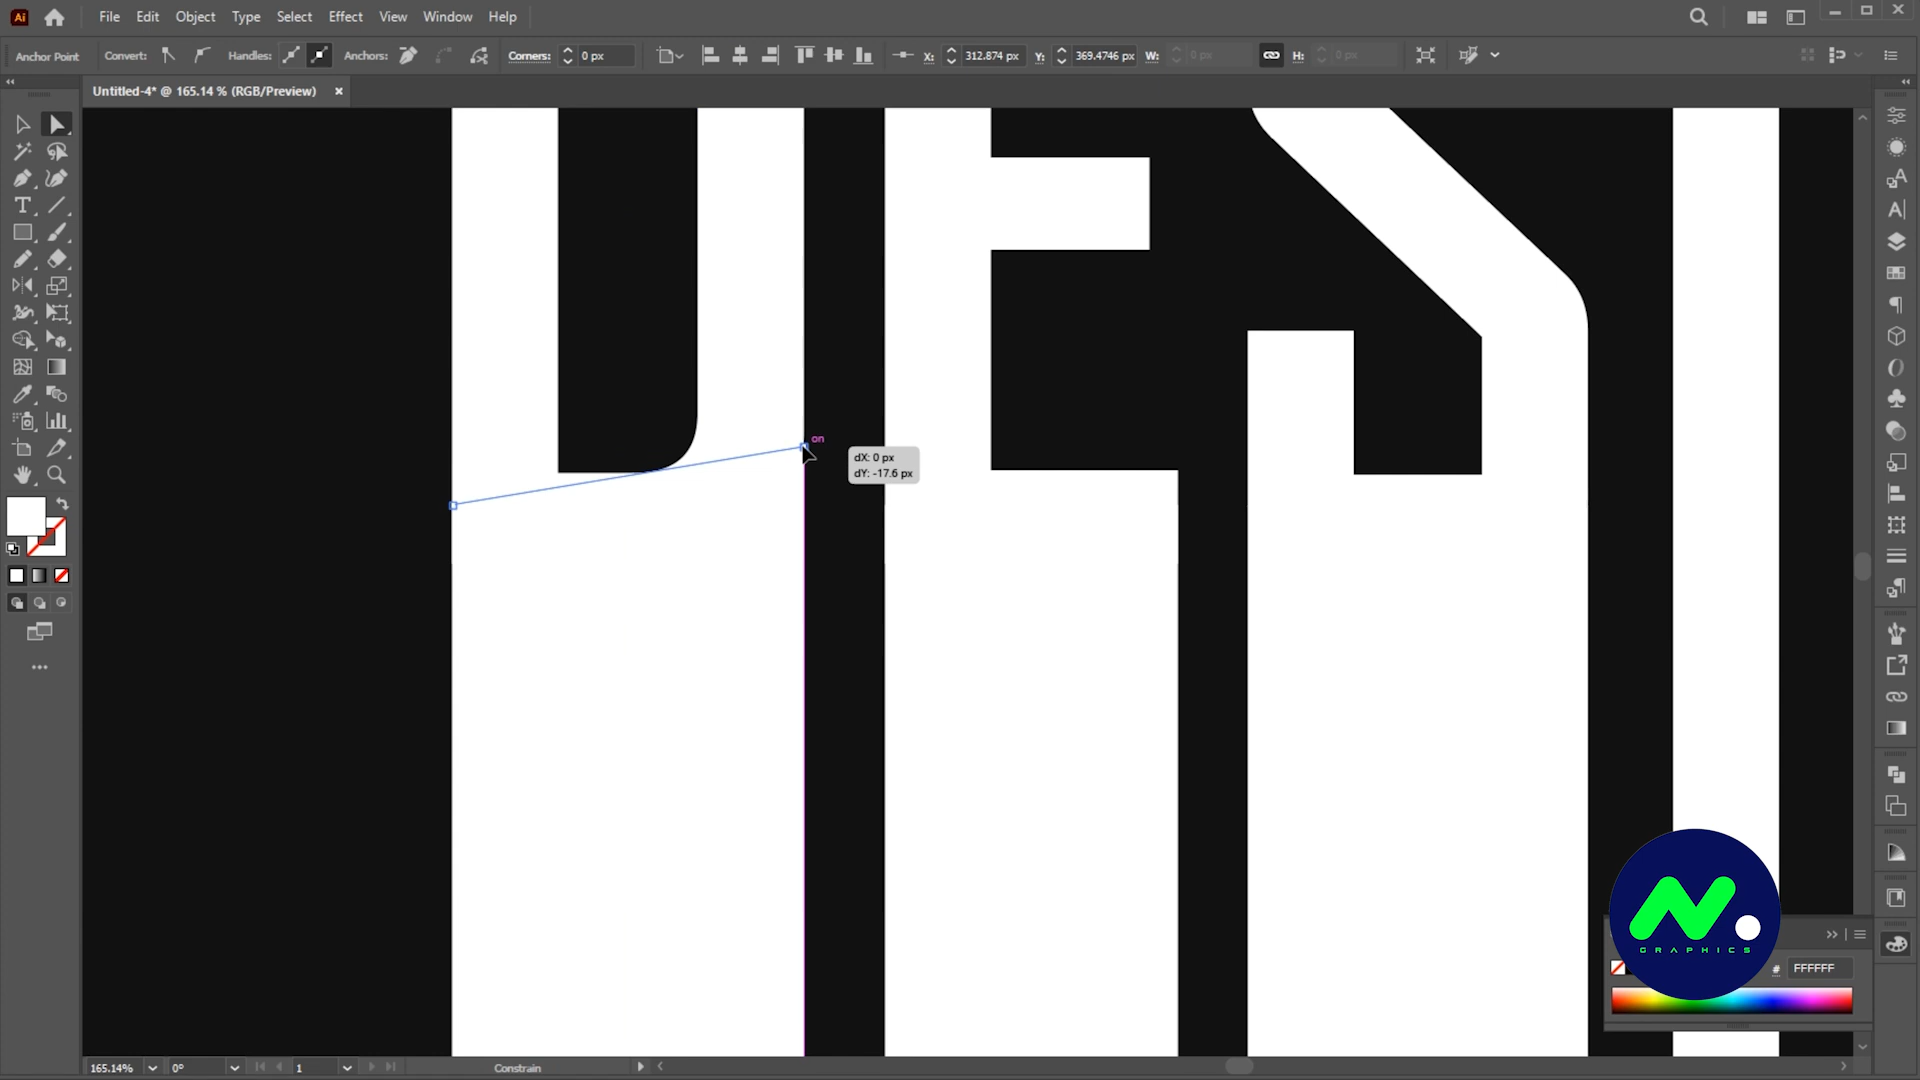 Ai File Edit Object Type Select Effect View Window Help
Anchor Point Convert: Handles: Anchors: Corners: 0 px X: 312.874 px Y: 369.4746 px W: 0 px H: 0 px
Untitled-4* @ 165.14 % (RGB/Preview) ×
DESI
on
dX: 0 px
dY: -17.6 px
N.
GRAPHICS
# FFFFFF
165.14% 0° 1 Constrain